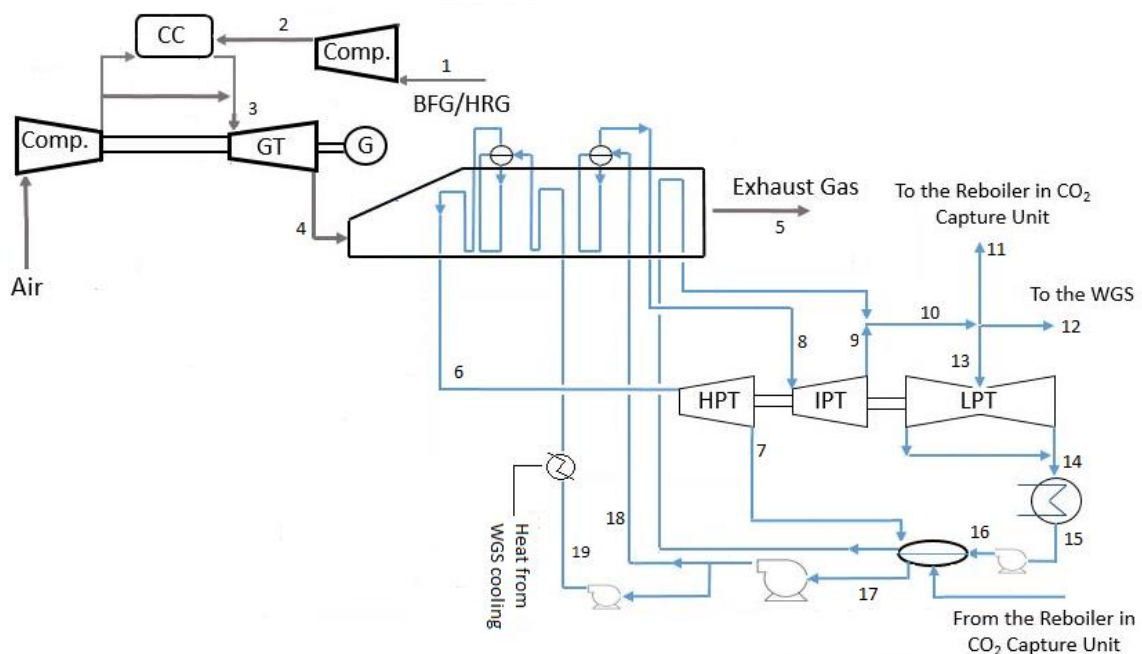 CC
2
Comp.
1
BFG/HRG
3
Comp.
GT
G
4
Air
Exhaust Gas
5
To the Reboiler in CO₂
Capture Unit
11
To the WGS
12
10
13
9
8
6
HPT
IPT
LPT
7
14
15
16
17
18
19
Heat from
WGS cooling
From the Reboiler in
CO₂ Capture Unit